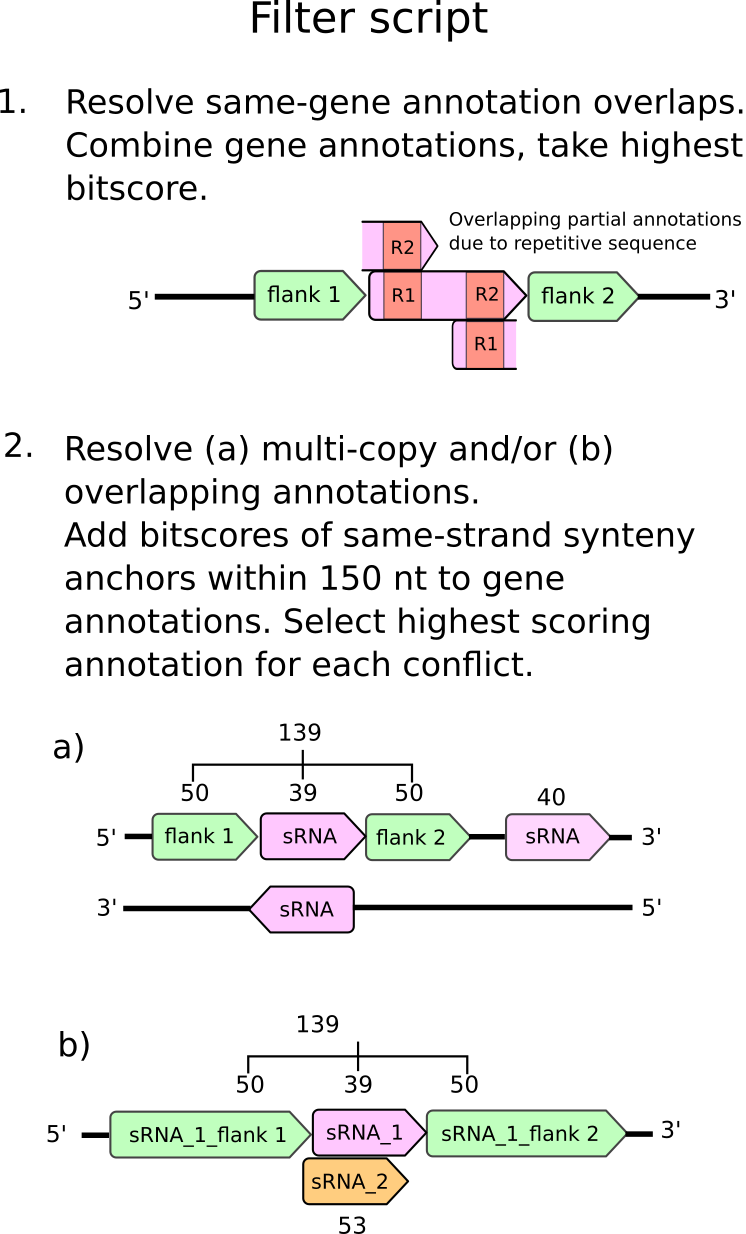 Filter script
1. Resolve same-gene annotation overlaps.
Combine gene annotations, take highest
bitscore.
Overlapping partial annotations
due to repetitive sequence
R2
5' flank 1 R1 R2 flank 2 3'
R1
2. Resolve (a) multi-copy and/or (b)
overlapping annotations.
Add bitscores of same-strand synteny
anchors within 150 nt to gene
annotations. Select highest scoring
annotation for each conflict.
a)
139
50 39 50 40
5' flank 1 sRNA flank 2 sRNA 3'
3' sRNA 5'
b)
139
50 39 50
5' sRNA_1_flank 1 sRNA_1 sRNA_1_flank 2 3'
sRNA_2
53